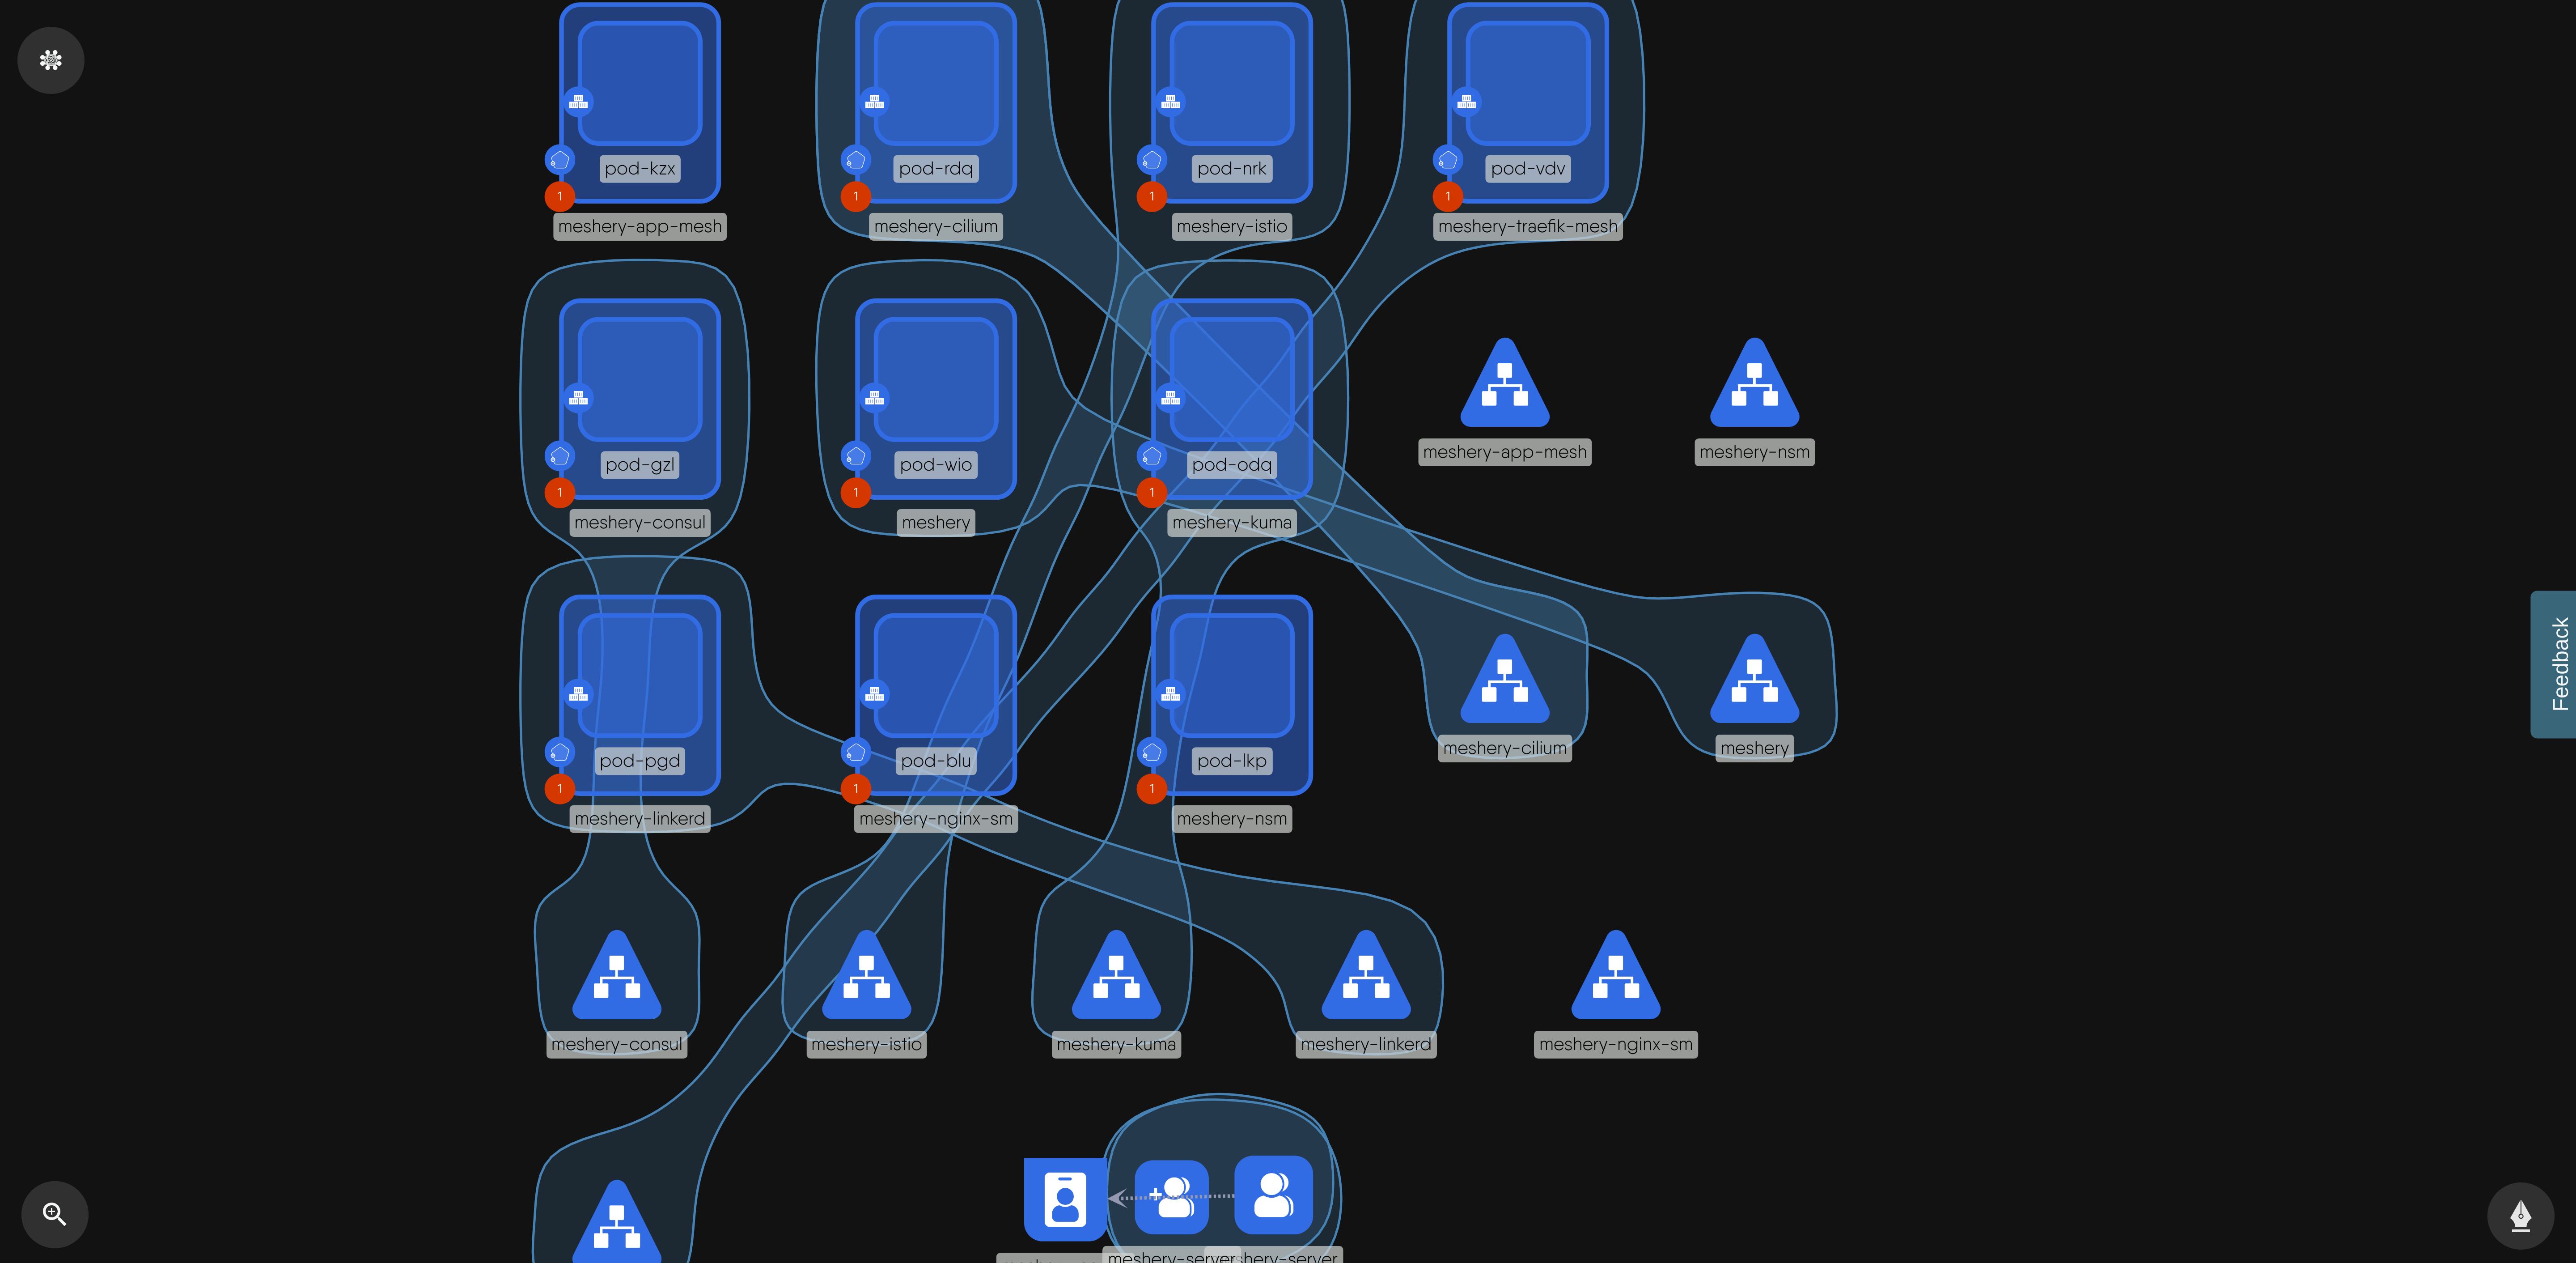 pod-kzx
pod-rdq
pod-nrk
pod-vdv
1
1
1
1
meshery-app-mesh
meshery-cilium
meshery-istio
meshery-traefik-mesh
pod-gzl
pod-wio
pod-odq
meshery-app-mesh
meshery-nsm
1
1
1
meshery-consul
meshery
meshery-kuma
Feedback
pod-pgd
pod-blu
pod-lkp
meshery-cilium
meshery
1
1
1
meshery-linkerd
meshery-nginx-sm
meshery-nsm
meshery-consul
meshery-istio
meshery-kuma
meshery-linkerd
meshery-nginx-sm
meshery-server